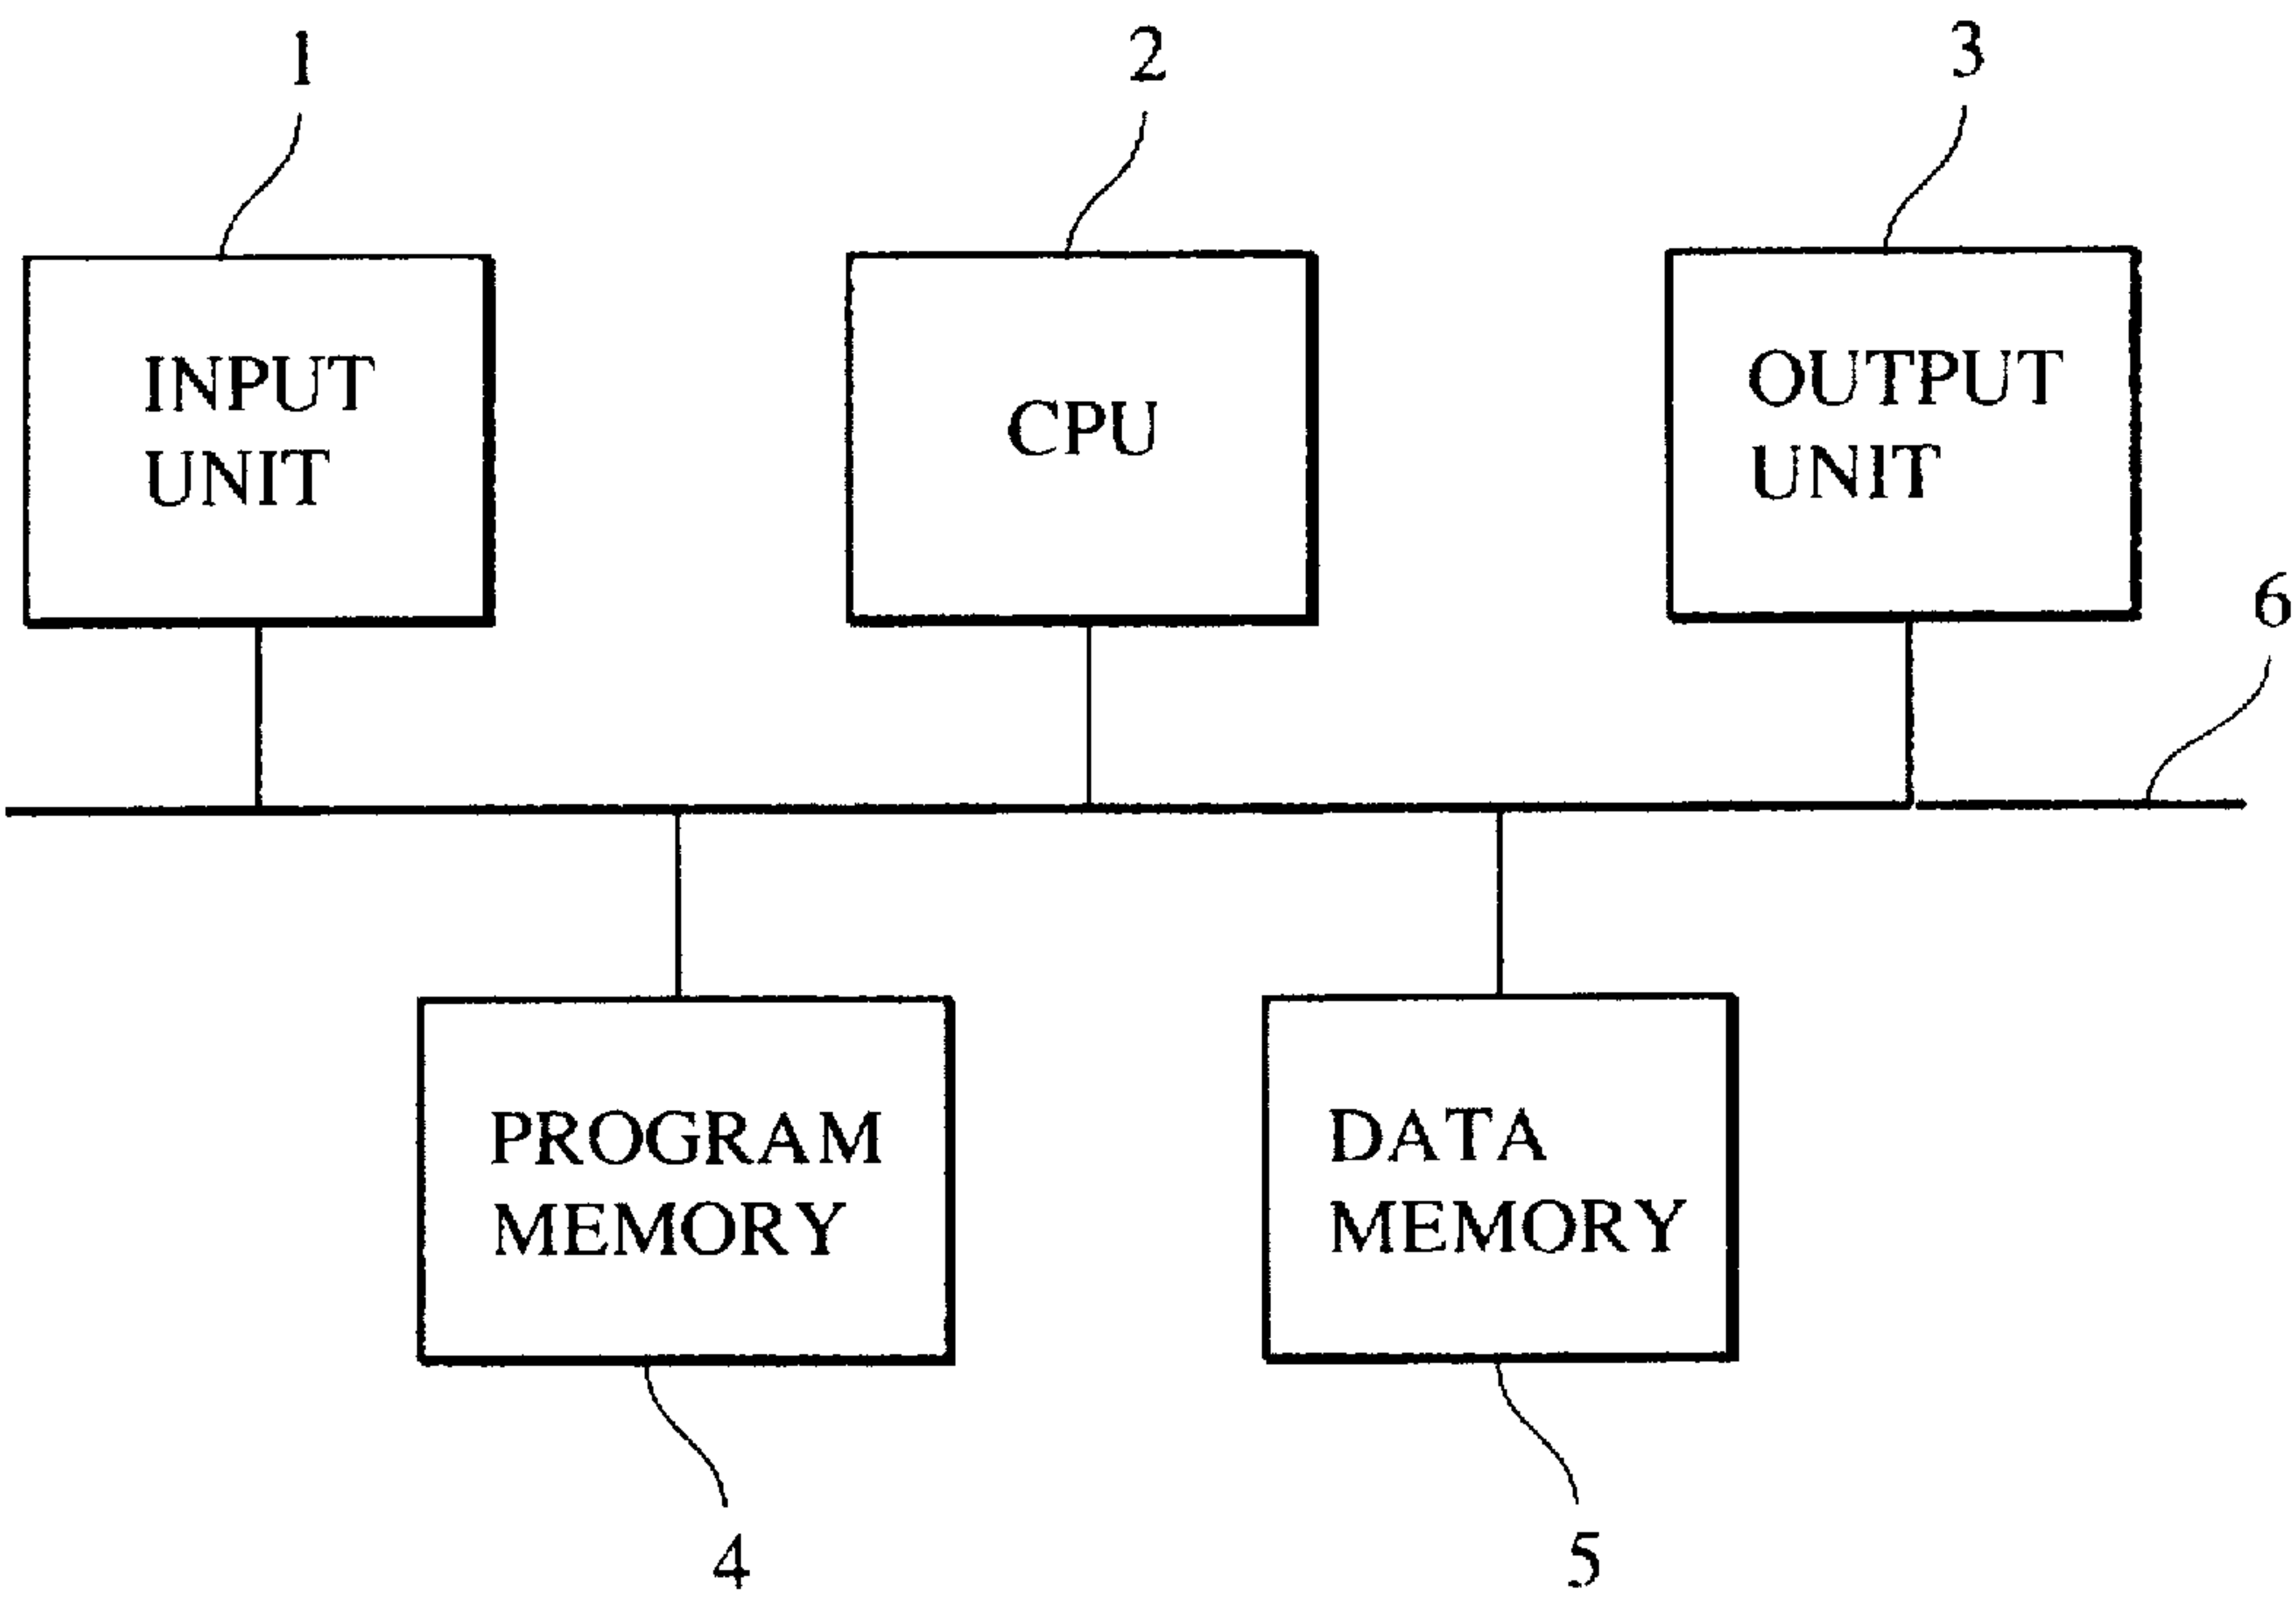 1
2
3
INPUT
UNIT
CPU
OUTPUT
UNIT
6
PROGRAM
MEMORY
DATA
MEMORY
4
5